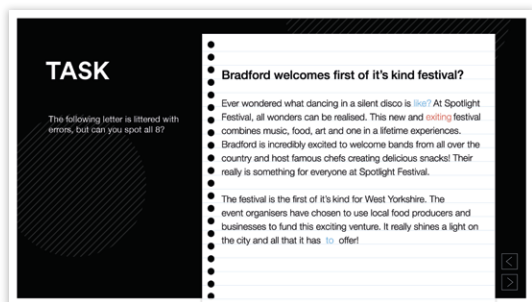 TASK
The following letter is littered with
errors, but can you spot all 8?
Bradford welcomes first of it's kind festival?
Ever wondered what dancing in a silent disco is like? At Spotlight
Festival, all wonders can be realised. This new and exiting festival
combines music, food, art and one in a lifetime experiences.
Bradford is incredibly excited to welcome bands from all over the
country and host famous chefs creating delicious snacks! Their
really is something for everyone at Spotlight Festival.
The festival is the first of it's kind for West Yorkshire. The
event organisers have chosen to use local food producers and
businesses to fund this exciting venture. It really shines a light on
the city and all that it has to offer!